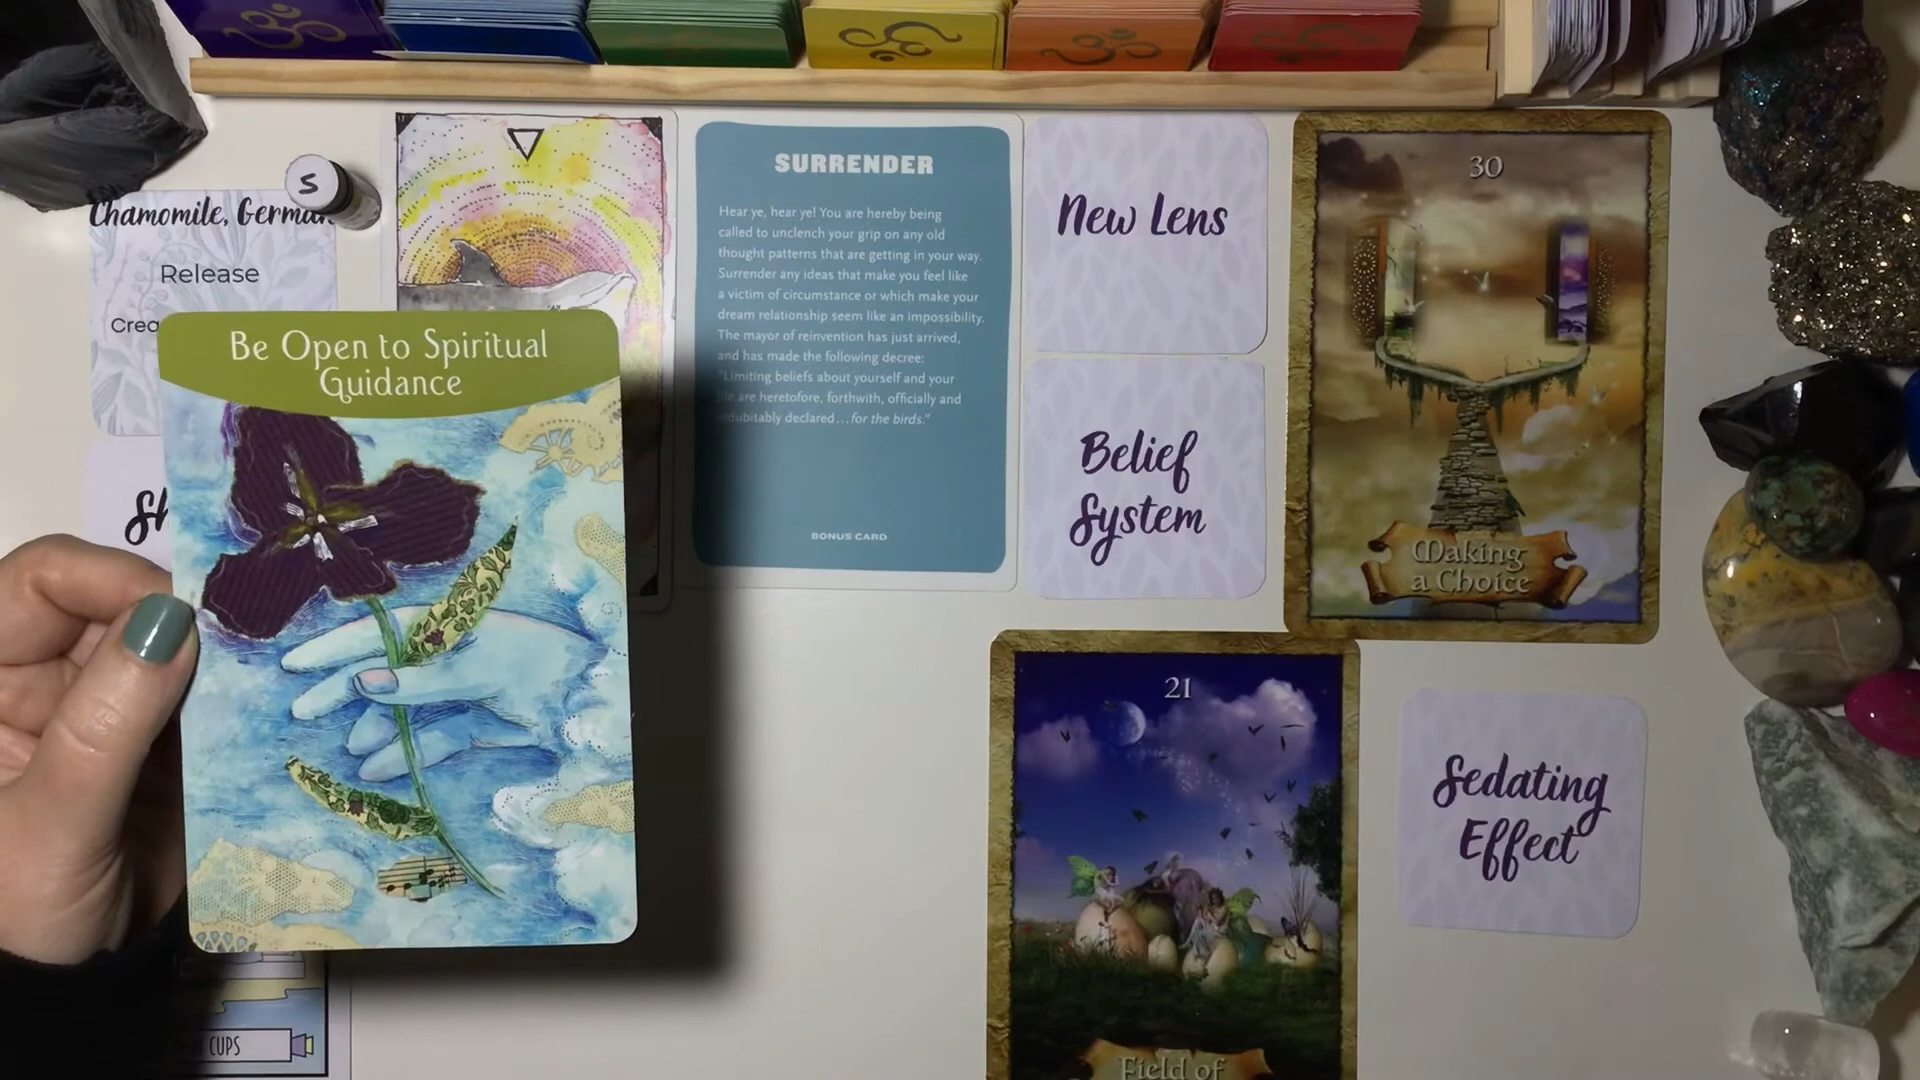 S
Chamomile, German
Release
Crea
Be Open to Spiritual
Guidance
CUPS
SURRENDER
Hear ye, hear ye! You are hereby being
called to unclench your grip on any old
thought patterns that are getting in your way.
Surrender any ideas that make you feel like
a victim of circumstance or which make your
dream relationship seem like an impossibility.
The mayor of reinvention has just arrived,
and has made the following decree:
"Limiting beliefs about yourself and your
life are heretofore, forthwith, officially and
indubitably declared...for the birds."
BONUS CARD
New Lens
Belief
System
30
Making
a Choice
21
Field of
Sedating
Effect